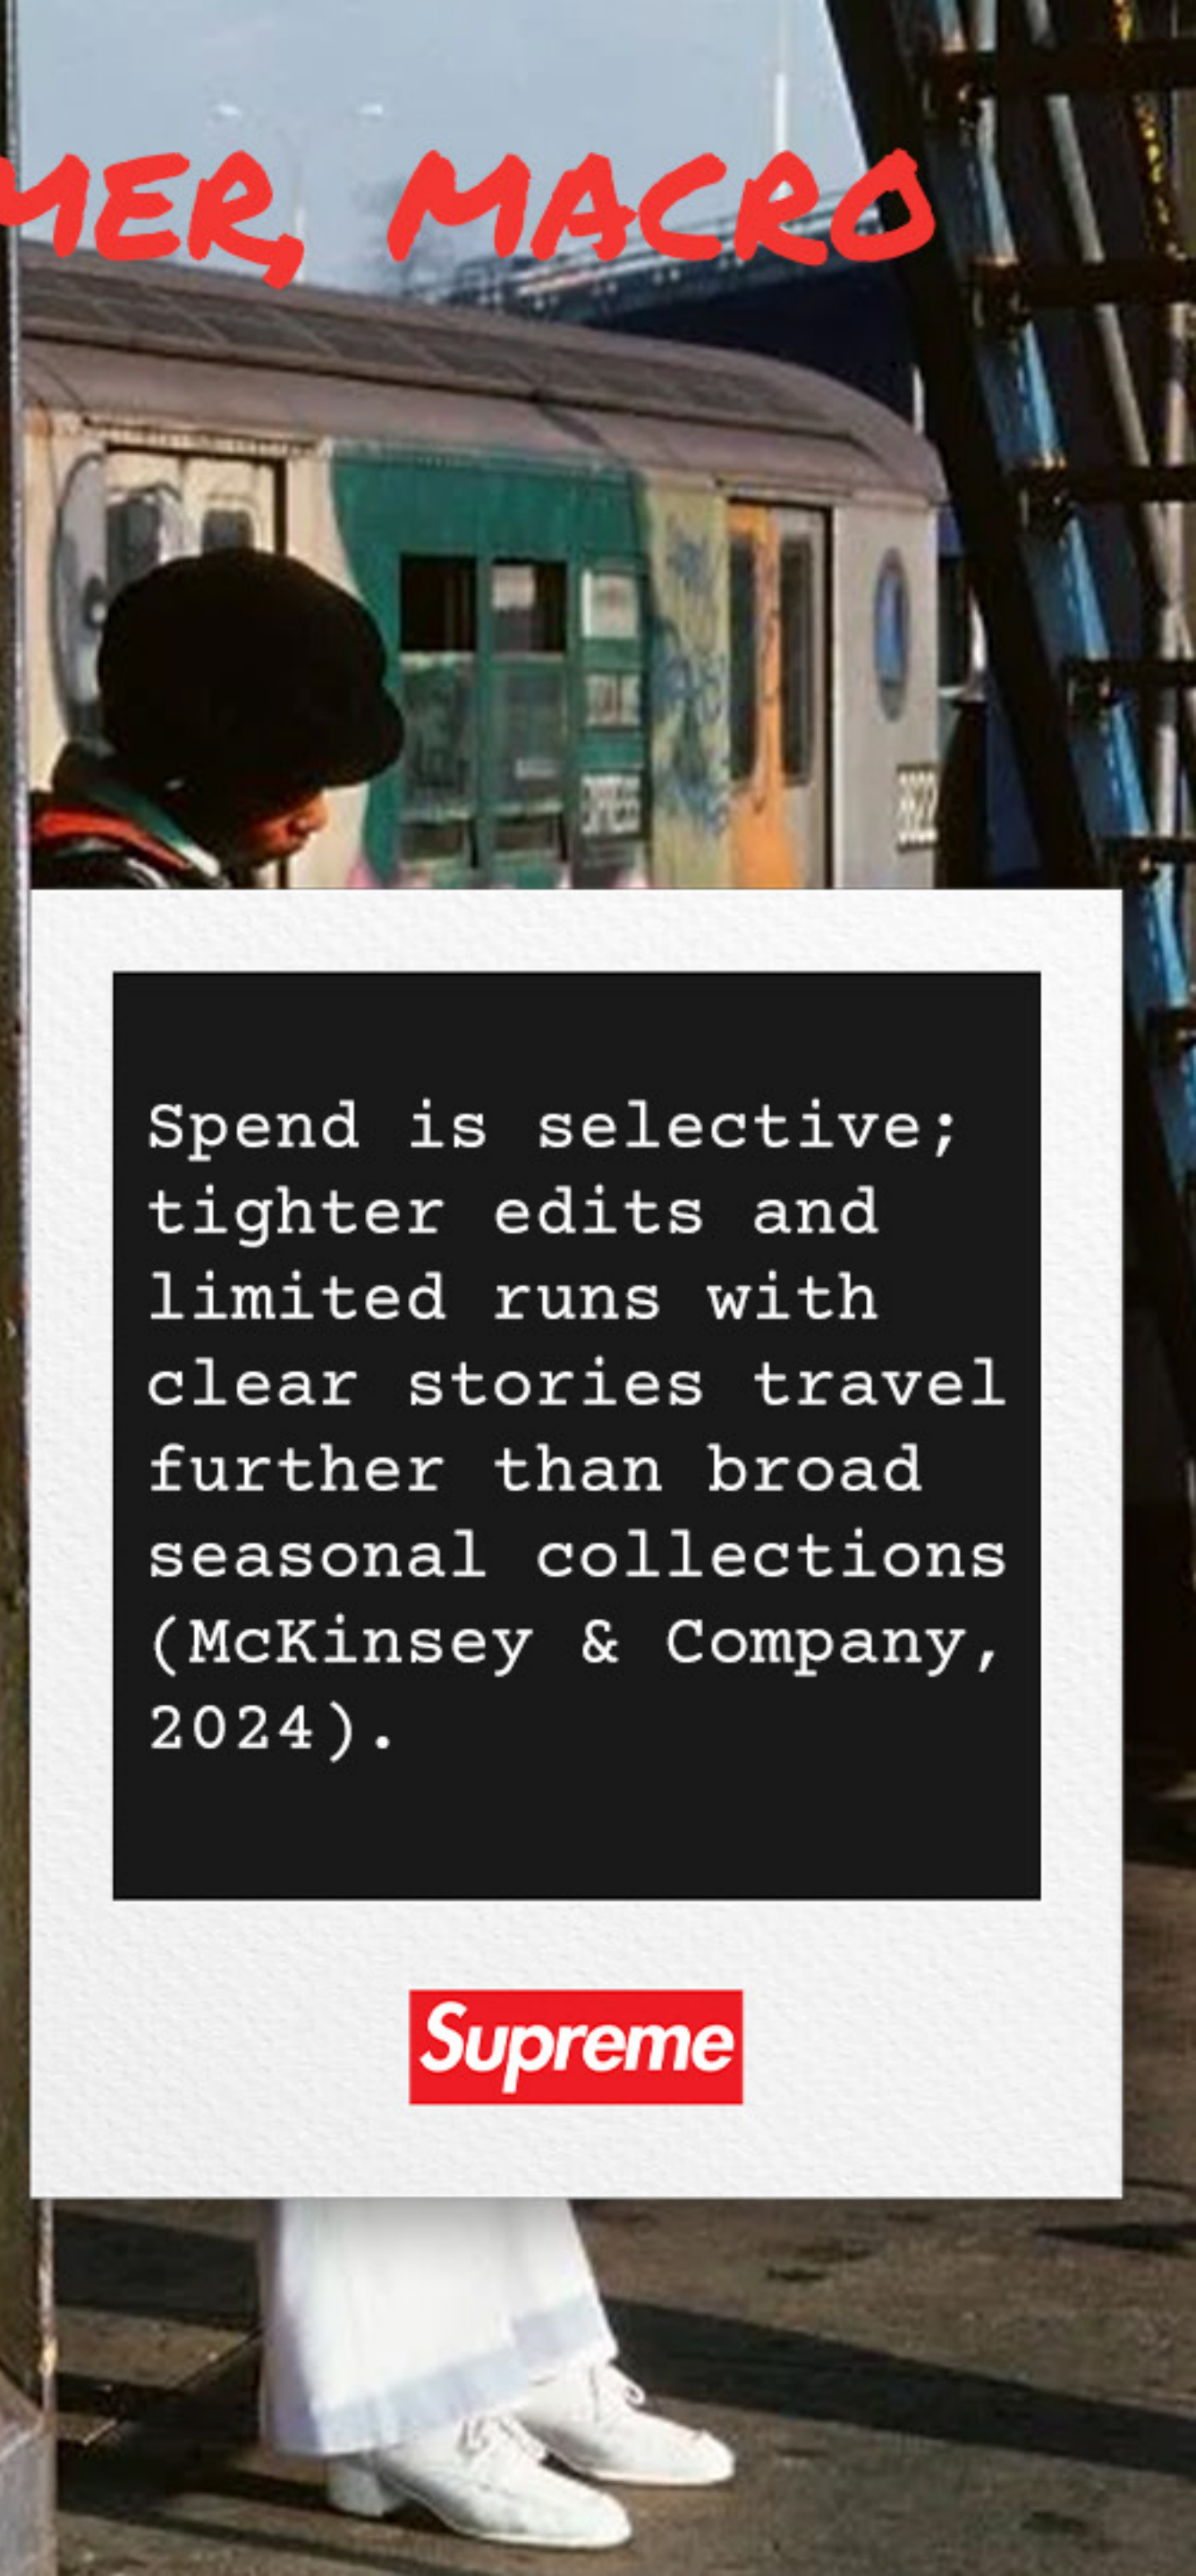 MER, MACRO
Spend is selective;
tighter edits and
limited runs with
clear stories travel
further than broad
seasonal collections
(McKinsey & Company,
2024).
Supreme